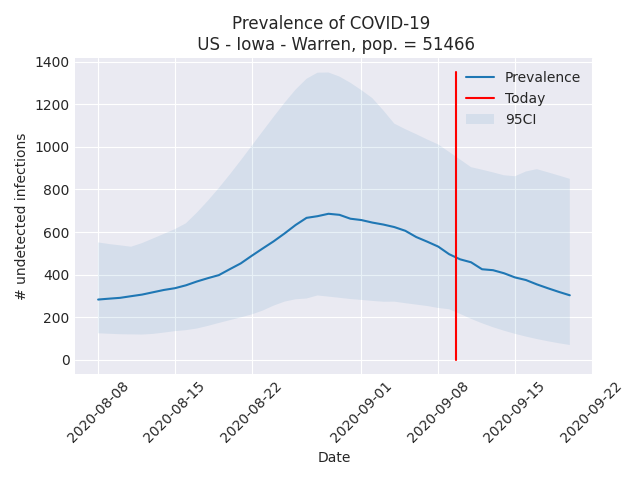 Prevalence of COVID-19
US - Iowa - Warren, pop. = 51466
1400
1200
1000
800
600
400
200
0
# undetected infections
Prevalence
Today
95CI
2020-08-08
2020-08-15
2020-08-22
2020-09-01
2020-09-08
2020-09-15
2020-09-22
Date